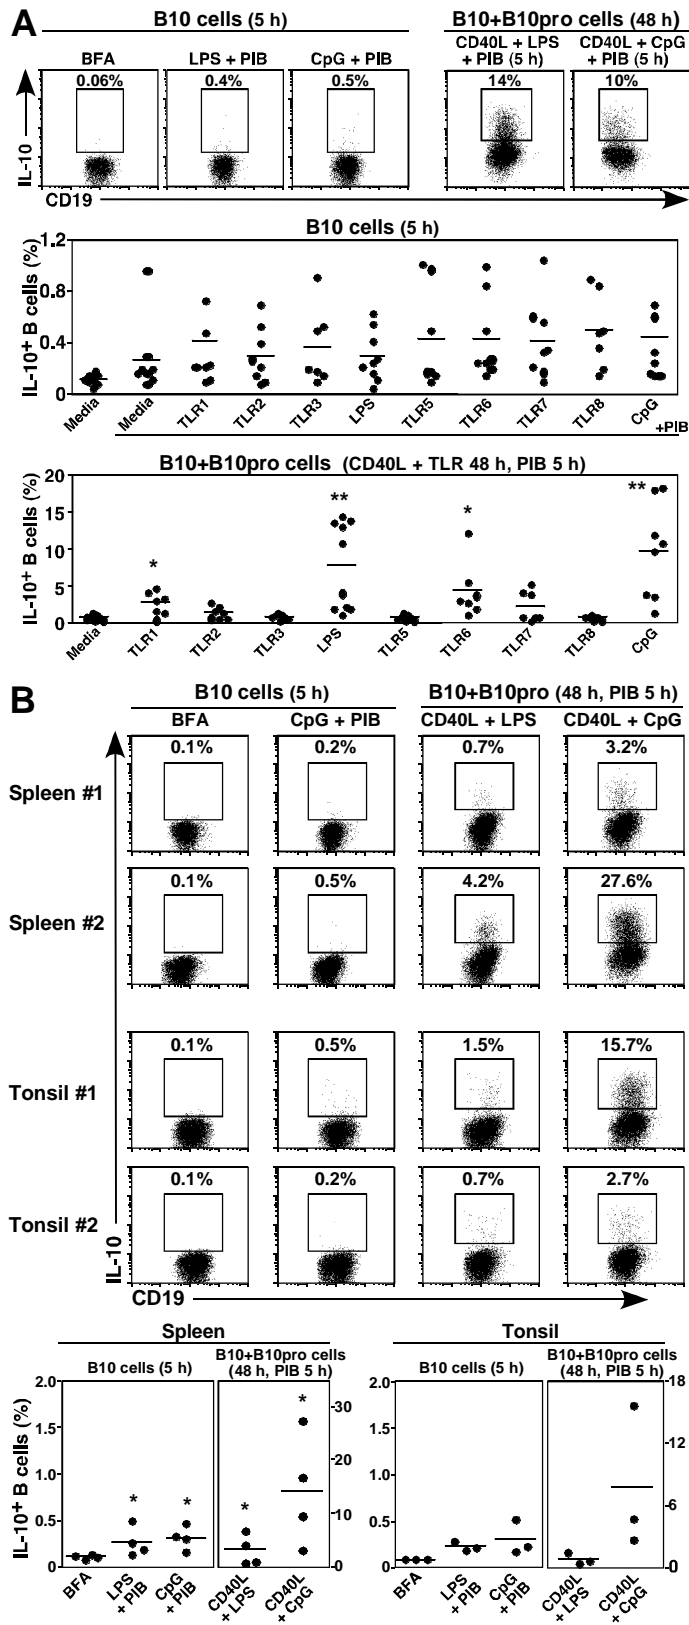 A
B10 cells (5 h)
B10+B10pro cells (48 h)
BFA
LPS + PIB
CpG + PIB
CD40L + LPS
+ PIB (5 h)
CD40L + CpG
+ PIB (5 h)
0.06%
0.4%
0.5%
14%
10%
IL-10
CD19
B10 cells (5 h)
IL-10+ B cells (%)
1.2
0.8
0.4
0
Media
Media
TLR1
TLR2
TLR3
LPS
TLR5
TLR6
TLR7
TLR8
CpG
+PIB
B10+B10pro cells (CD40L + TLR 48 h, PIB 5 h)
IL-10+ B cells (%)
20
15
10
5
0
*
**
*
**
Media
TLR1
TLR2
TLR3
LPS
TLR5
TLR6
TLR7
TLR8
CpG
B
B10 cells (5 h)
B10+B10pro (48 h, PIB 5 h)
BFA
CpG + PIB
CD40L + LPS
CD40L + CpG
Spleen #1
0.1%
0.2%
0.7%
3.2%
Spleen #2
0.1%
0.5%
4.2%
27.6%
Tonsil #1
0.1%
0.5%
1.5%
15.7%
Tonsil #2
0.1%
0.2%
0.7%
2.7%
IL-10
CD19
Spleen
B10 cells (5 h)
B10+B10pro cells
(48 h, PIB 5 h)
IL-10+ B cells (%)
2.0
1.5
1.0
0.5
0
30
20
10
0
*
*
*
*
BFA
LPS
+ PIB
CpG
+ PIB
CD40L
+ LPS
CD40L
+ CpG
Tonsil
B10 cells (5 h)
B10+B10pro cells
(48 h, PIB 5 h)
2.0
1.5
1.0
0.5
0
18
12
6
0
BFA
LPS
+ PIB
CpG
+ PIB
CD40L
+ LPS
CD40L
+ CpG